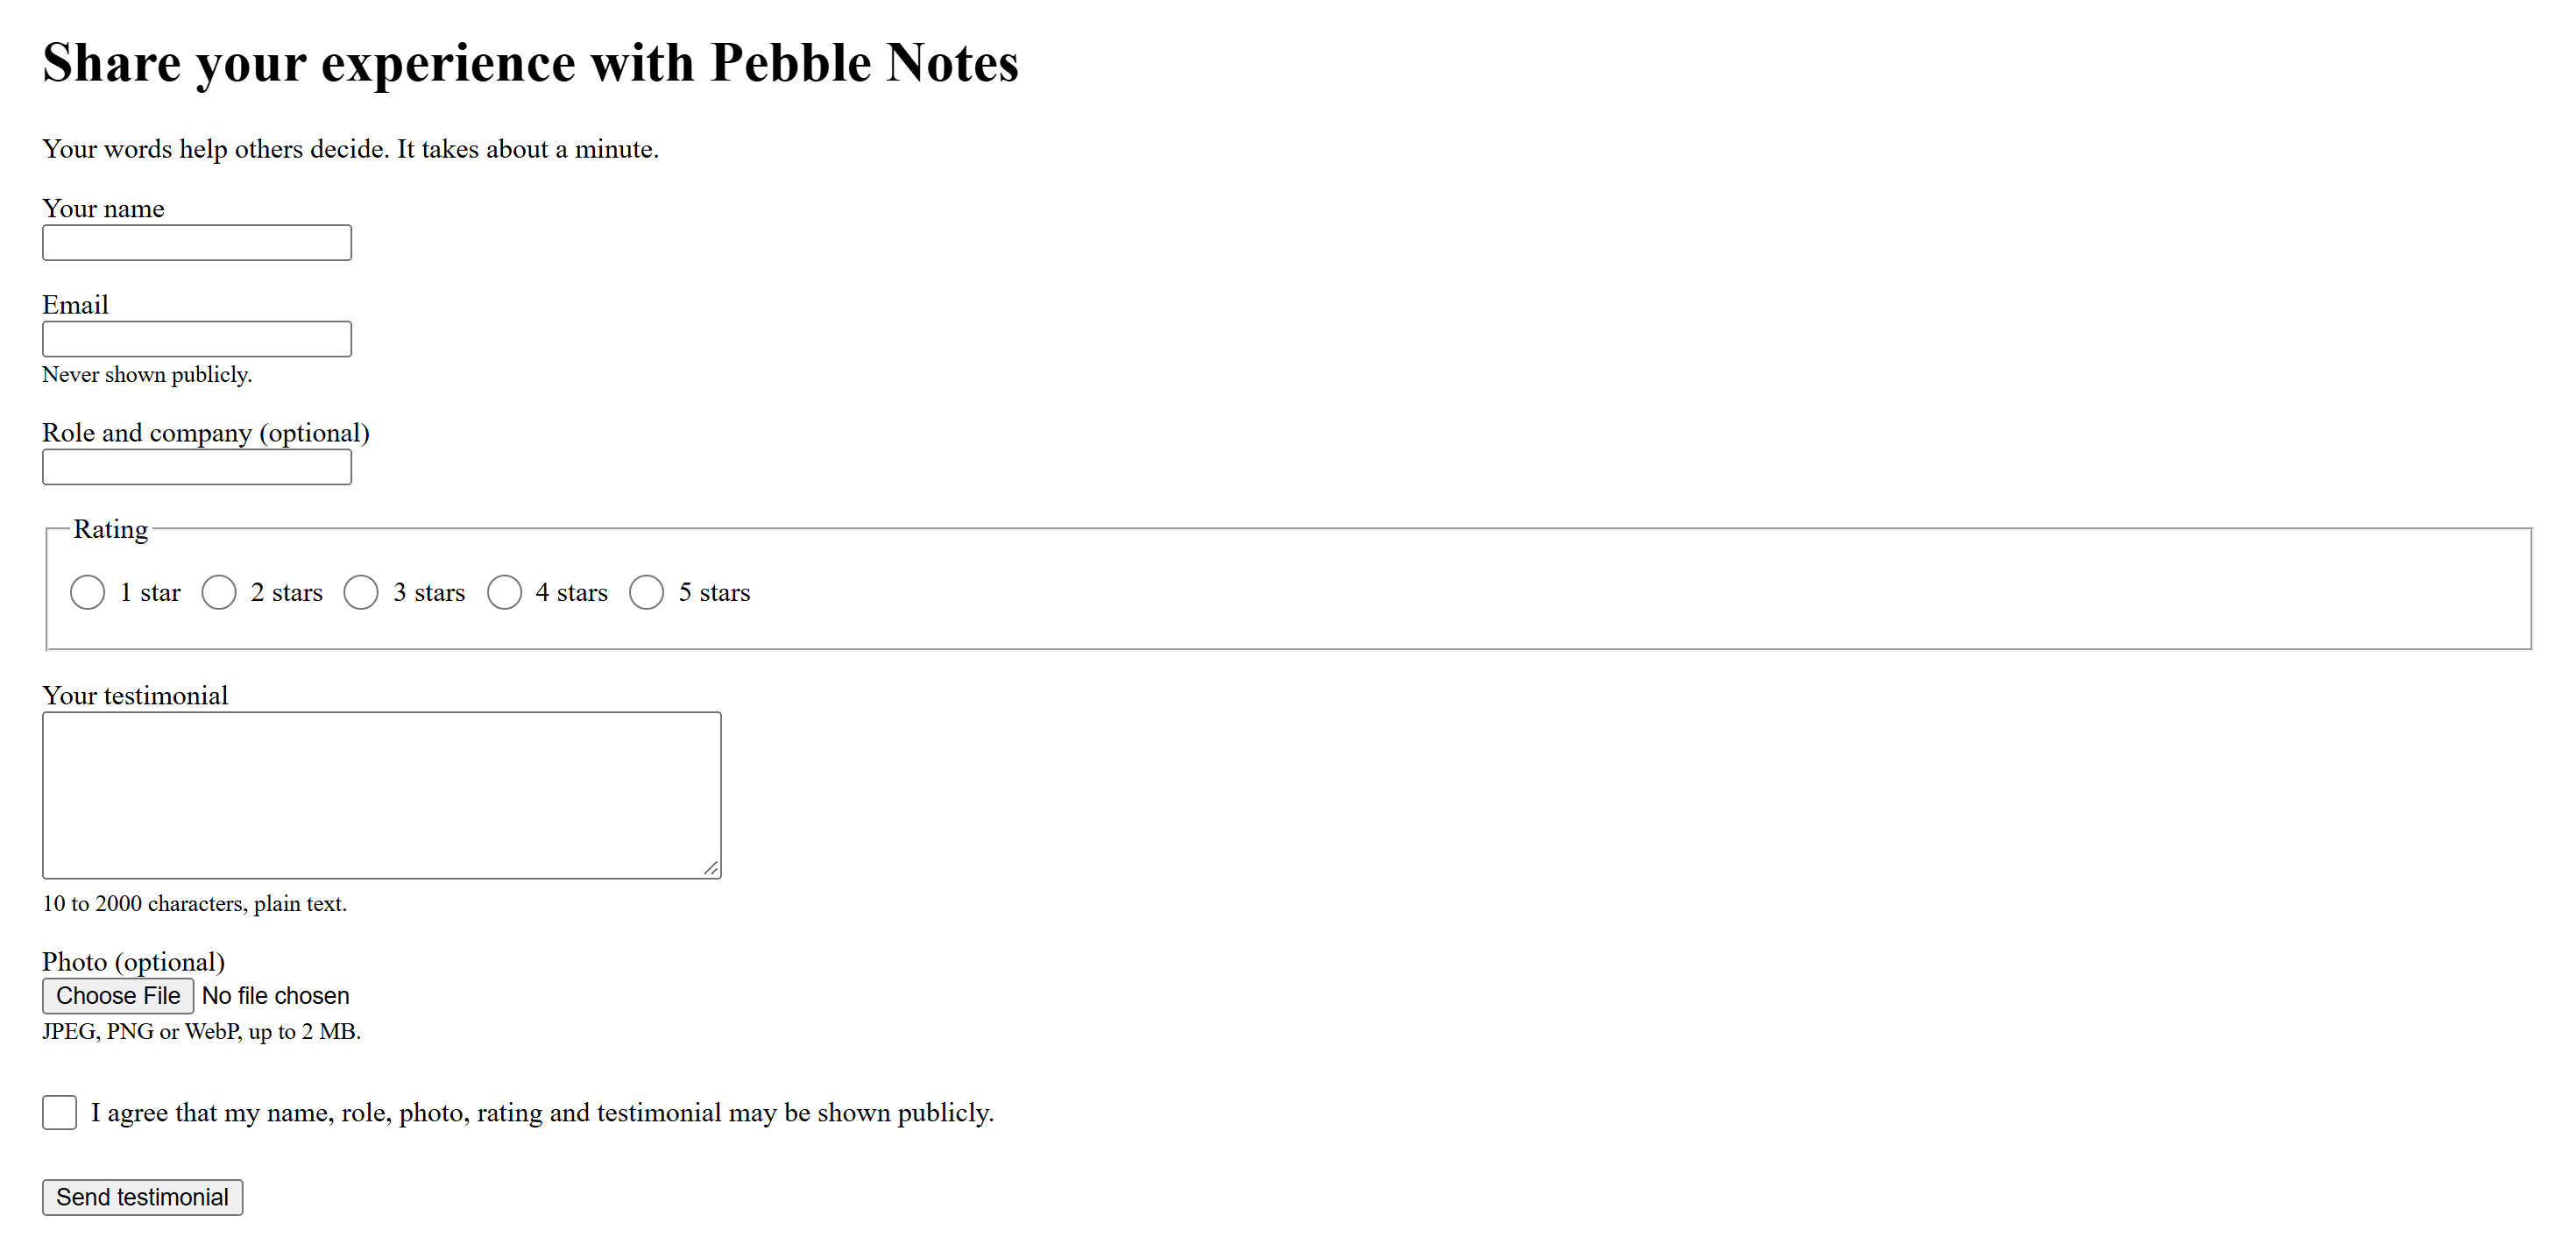 Share your experience with Pebble Notes
Your words help others decide. It takes about a minute.
Your name
Email
Never shown publicly.
Role and company (optional)
Rating
1 star 2 stars 3 stars 4 stars 5 stars
Your testimonial
10 to 2000 characters, plain text.
Photo (optional)
Choose File No file chosen
JPEG, PNG or WebP, up to 2 MB.
I agree that my name, role, photo, rating and testimonial may be shown publicly.
Send testimonial